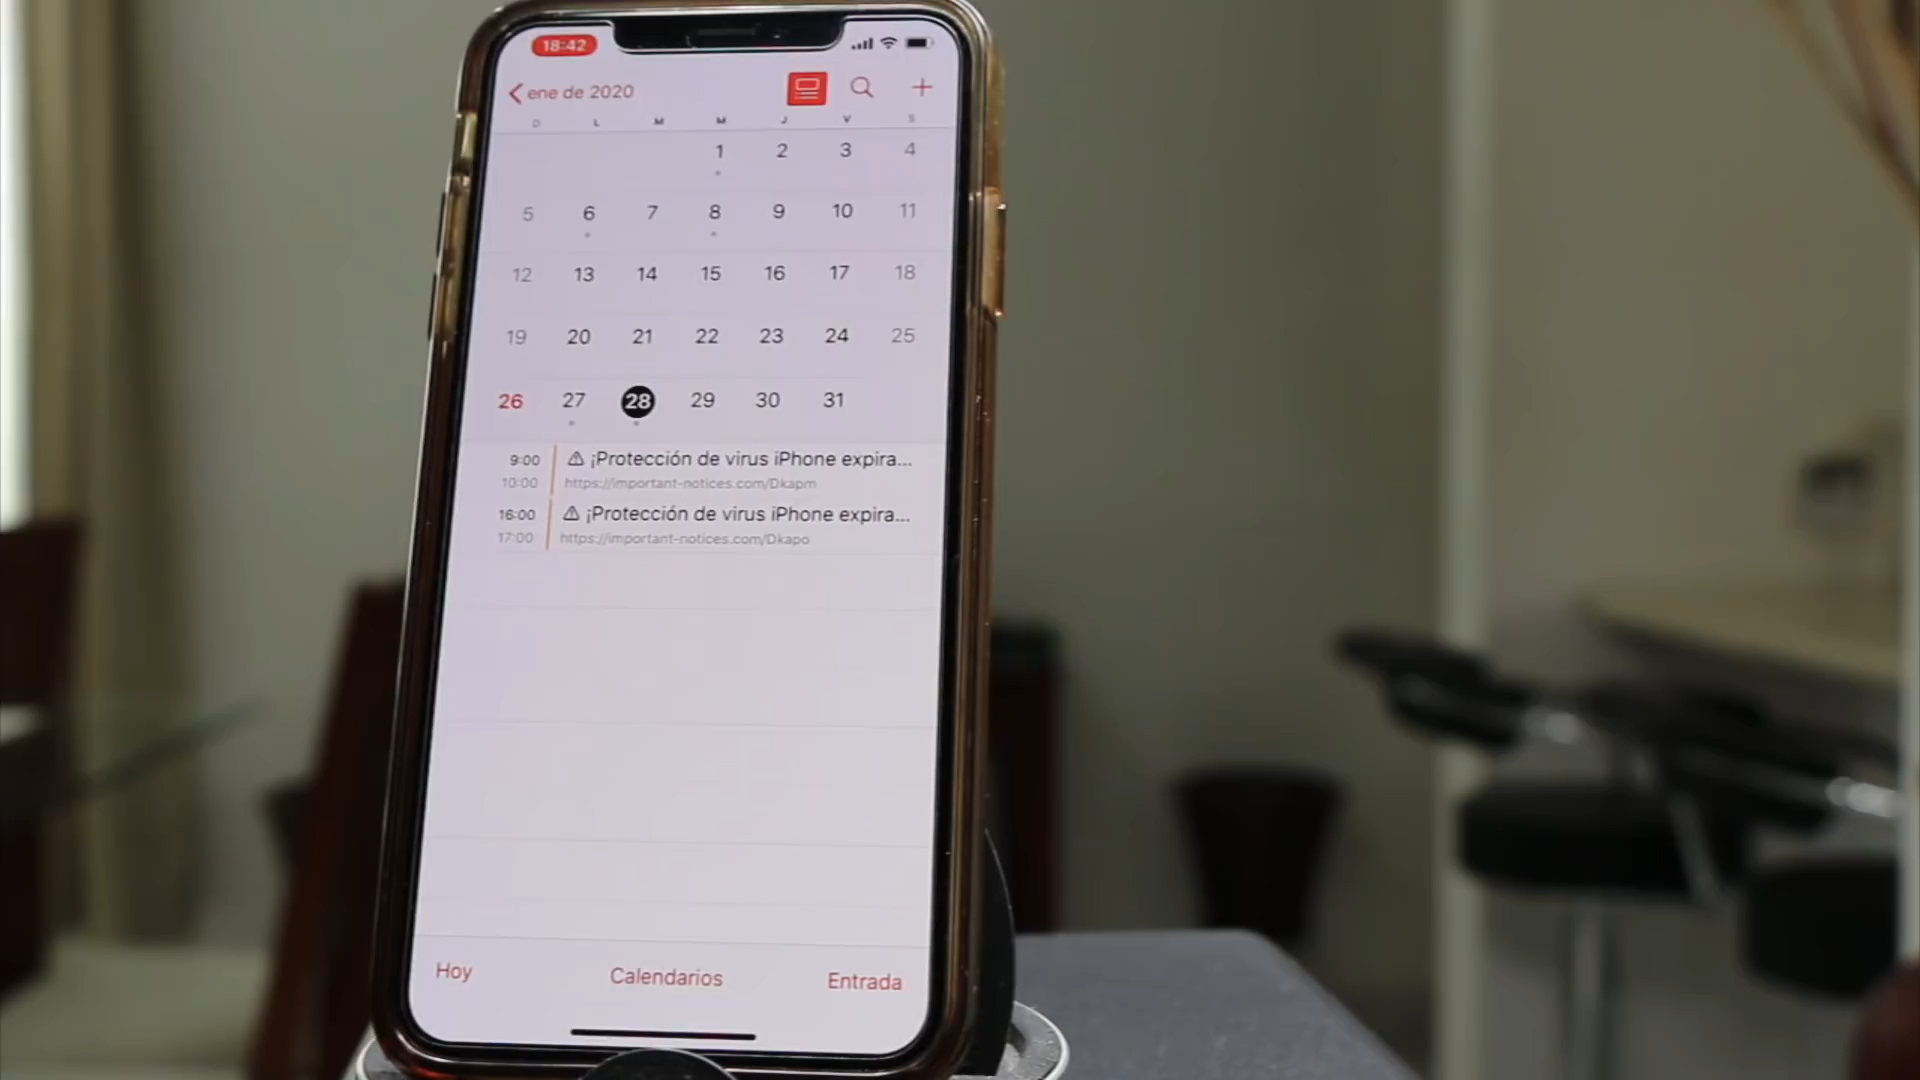 18:42
ene de 2020
D L M M J V S
1 2 3 4
5 6 7 8 9 10 11
12 13 14 15 16 17 18
19 20 21 22 23 24 25
26 27 28 29 30 31
9:00 ⚠ ¡Protección de virus iPhone expira...
10:00 https://important-notices.com/Dkapm
16:00 ⚠ ¡Protección de virus iPhone expira...
17:00 https://important-notices.com/Dkapo
Hoy Calendarios Entrada